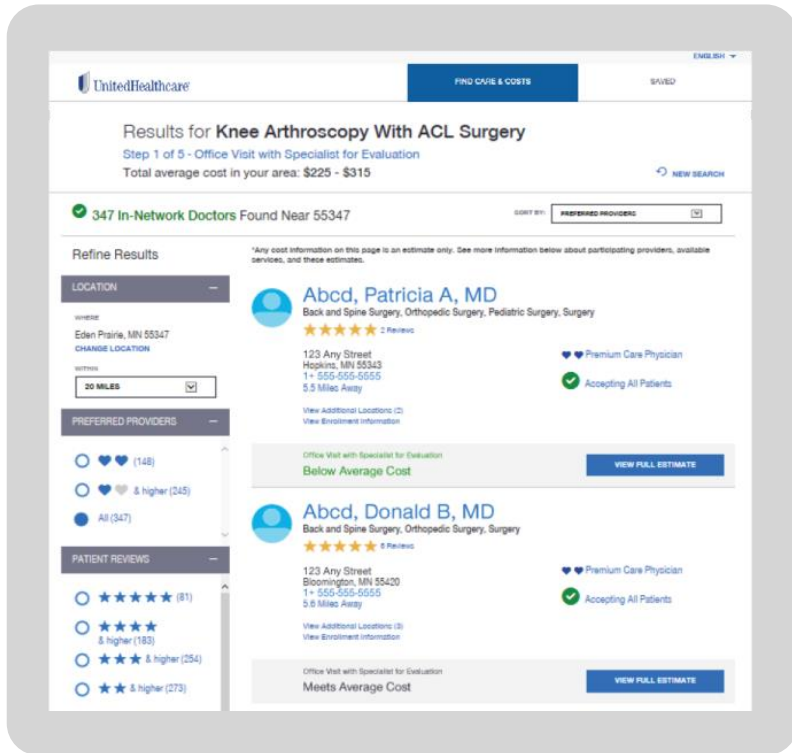 ENGLISH
UnitedHealthcare
FIND CARE & COSTS
SAVED
Results for Knee Arthroscopy With ACL Surgery
Step 1 of 5 - Office Visit with Specialist for Evaluation
Total average cost in your area: $225 - $315
NEW SEARCH
347 In-Network Doctors Found Near 55347
SORT BY:
PREFERRED PROVIDERS
Refine Results
LOCATION
WHERE
Eden Prairie, MN 55347
CHANGE LOCATION
WITHIN
20 MILES
PREFERRED PROVIDERS
(148)
& higher (245)
All (347)
PATIENT REVIEWS
(81)
& higher (183)
& higher (254)
& higher (273)
*Any cost information on this page is an estimate only. See more information below about participating providers, available
services, and these estimates.
Abcd, Patricia A, MD
Back and Spine Surgery, Orthopedic Surgery, Pediatric Surgery, Surgery
2 Reviews
123 Any Street
Hopkins, MN 55343
1+ 555-555-5555
5.5 Miles Away
Premium Care Physician
Accepting All Patients
View Additional Locations (2)
View Enrollment Information
Office Visit with Specialist for Evaluation
Below Average Cost
VIEW FULL ESTIMATE
Abcd, Donald B, MD
Back and Spine Surgery, Orthopedic Surgery, Surgery
Reviews
123 Any Street
Bloomington, MN 55420
1+ 555-555-5555
5.6 Miles Away
Premium Care Physician
Accepting All Patients
View Additional Locations (3)
View Enrollment Information
Office Visit with Specialist for Evaluation
Meets Average Cost
VIEW FULL ESTIMATE